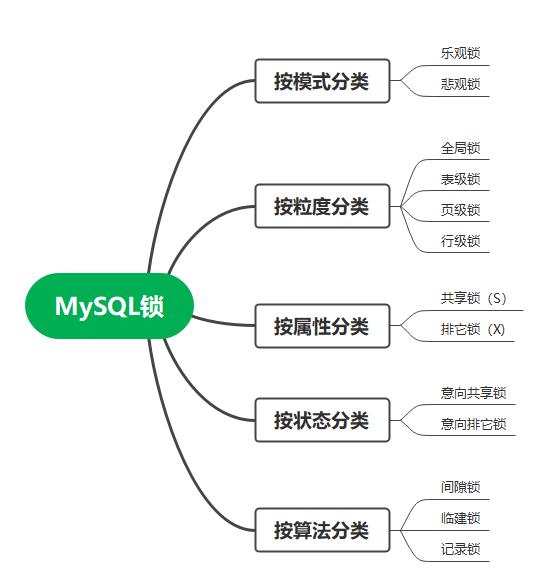 MySQL锁
按模式分类
乐观锁
悲观锁
按粒度分类
全局锁
表级锁
页级锁
行级锁
按属性分类
共享锁（S）
排它锁（X）
按状态分类
意向共享锁
意向排它锁
按算法分类
间隙锁
临建锁
记录锁